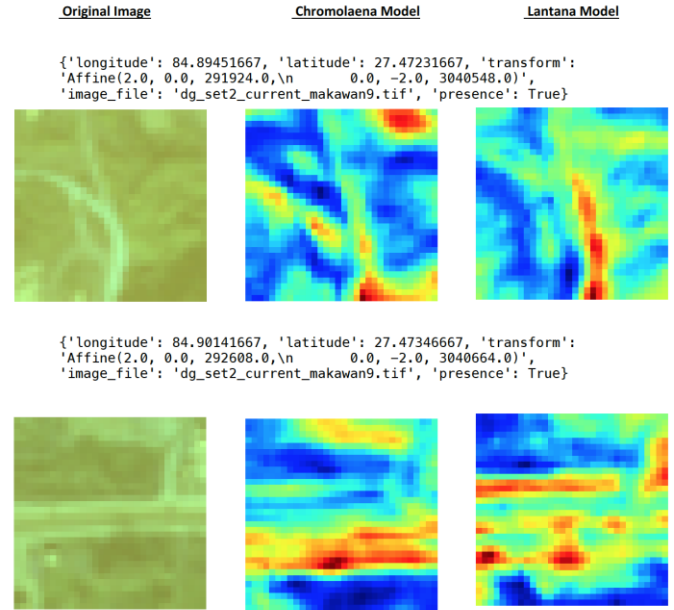 Original Image Chromolaena Model Lantana Model
{'longitude': 84.89451667, 'latitude': 27.47231667, 'transform':
'Affine(2.0, 0.0, 291924.0,\n       0.0, -2.0, 3040548.0)',
'image_file': 'dg_set2_current_makawan9.tif', 'presence': True}
{'longitude': 84.90141667, 'latitude': 27.47346667, 'transform':
'Affine(2.0, 0.0, 292608.0,\n       0.0, -2.0, 3040664.0)',
'image_file': 'dg_set2_current_makawan9.tif', 'presence': True}